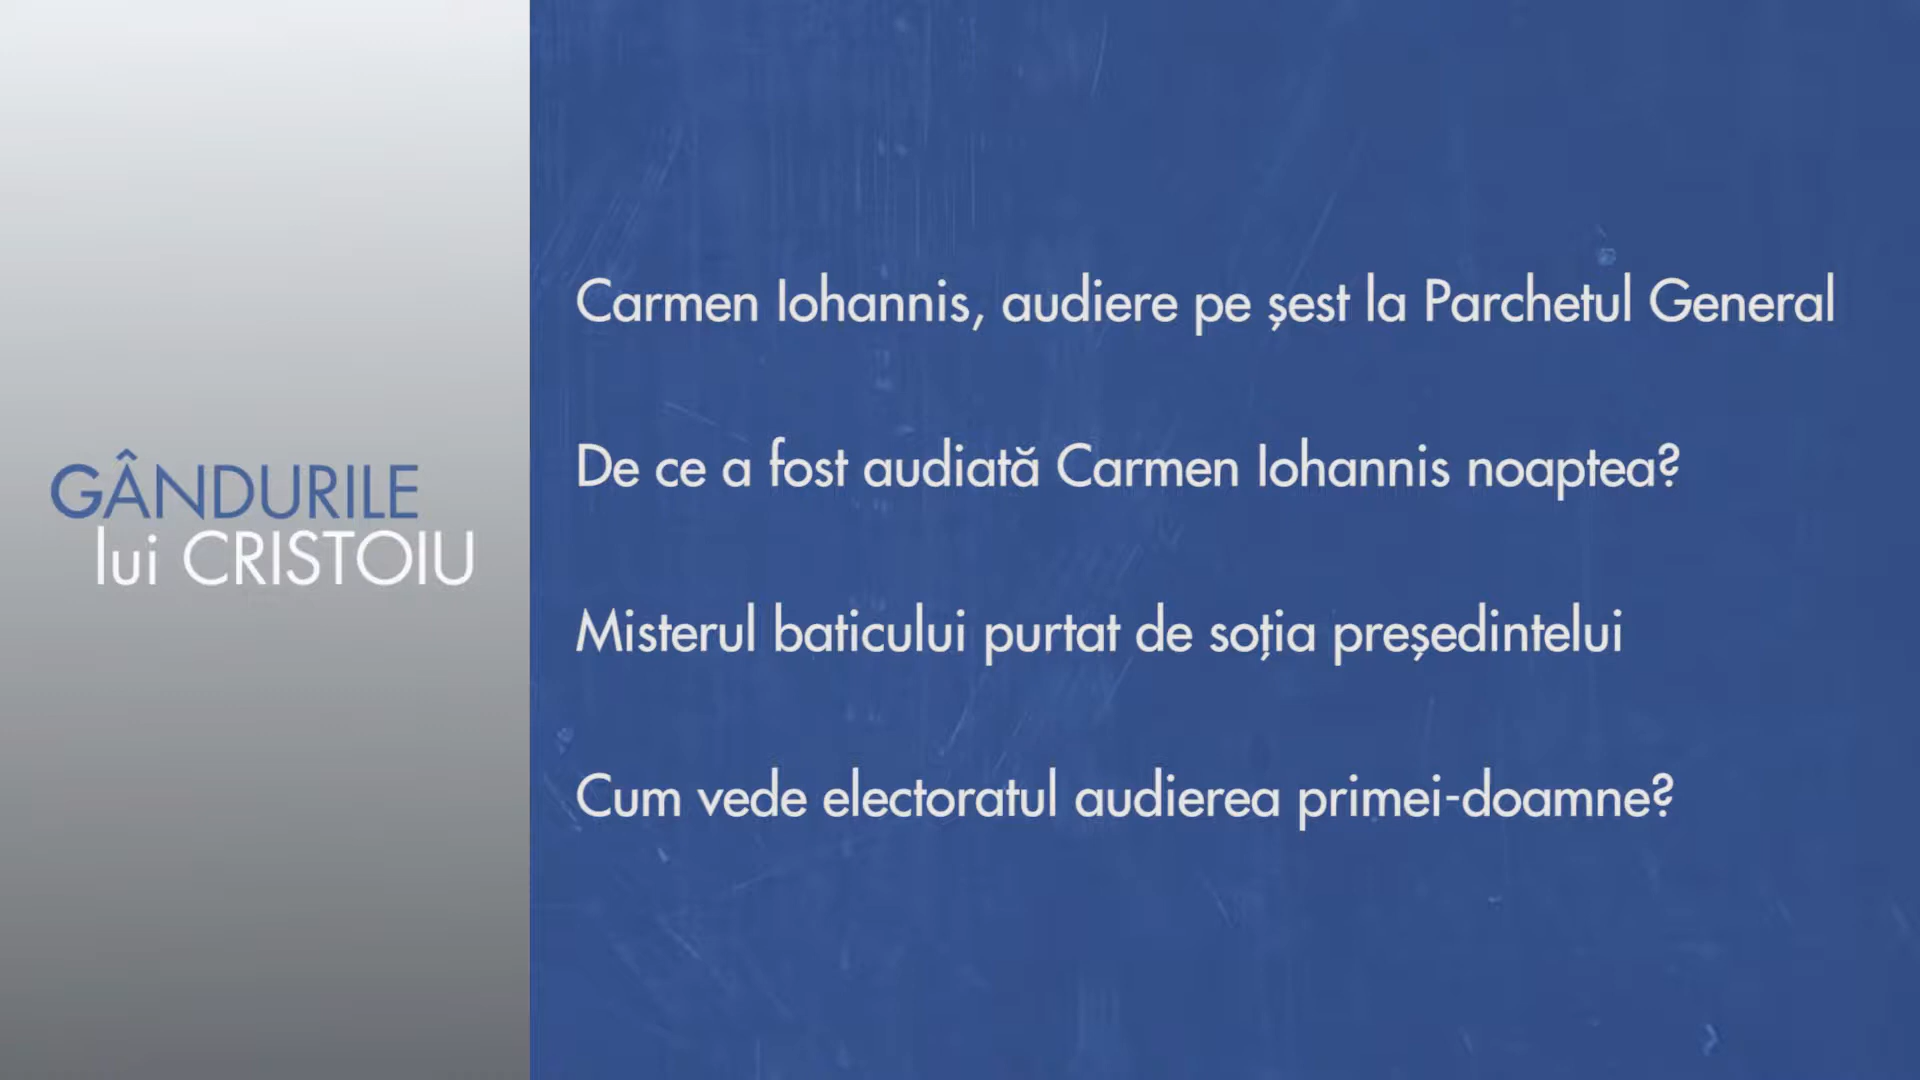 GÂNDURILE
lui CRISTOIU
Carmen Iohannis, audiere pe șest la Parchetul General
De ce a fost audiată Carmen Iohannis noaptea?
Misterul baticului purtat de soția președintelui
Cum vede electoratul audierea primei-doamne?